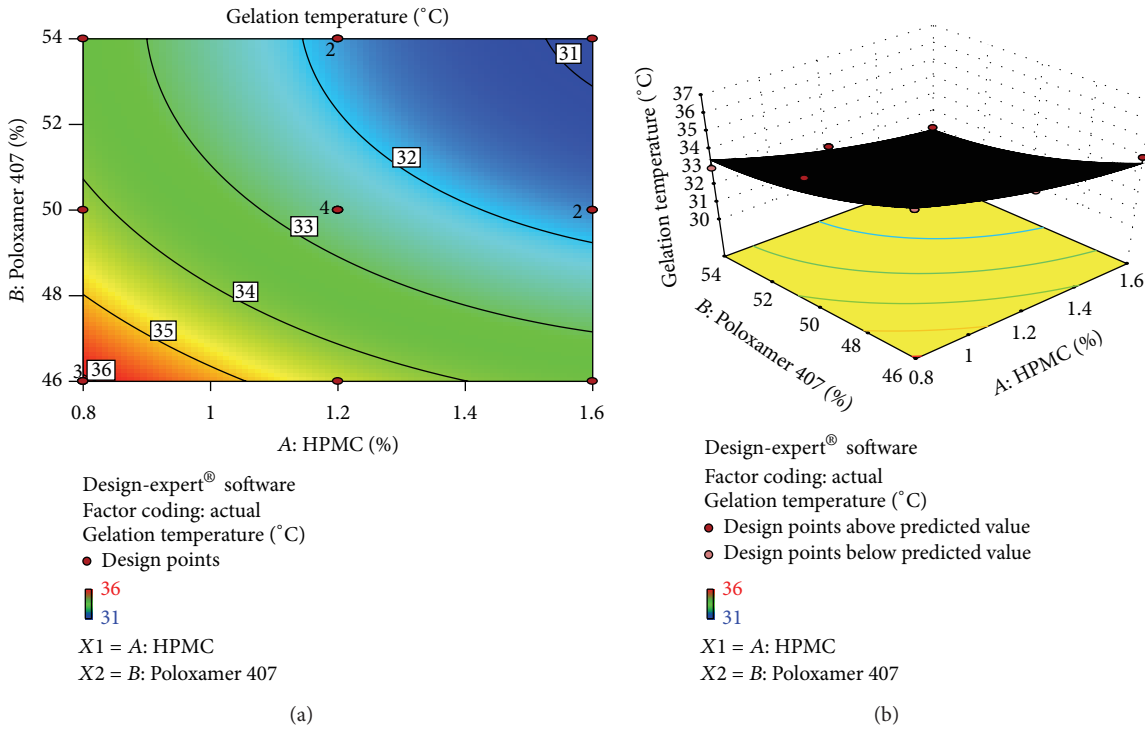 Gelation temperature (°C)
54
52
50
48
46
B: Poloxamer 407 (%)
2
31
32
4
33
2
34
35
3
36
0.8
1
1.2
1.4
1.6
A: HPMC (%)
Design-expert® software
Factor coding: actual
Gelation temperature (°C)
Design points
36
31
X1 = A: HPMC
X2 = B: Poloxamer 407
(a)
37
36
35
34
33
32
31
30
Gelation temperature (°C)
54
52
50
48
46
B: Poloxamer 407 (%)
0.8
1
1.2
1.4
1.6
A: HPMC (%)
Design-expert® software
Factor coding: actual
Gelation temperature (°C)
Design points above predicted value
Design points below predicted value
36
31
X1 = A: HPMC
X2 = B: Poloxamer 407
(b)